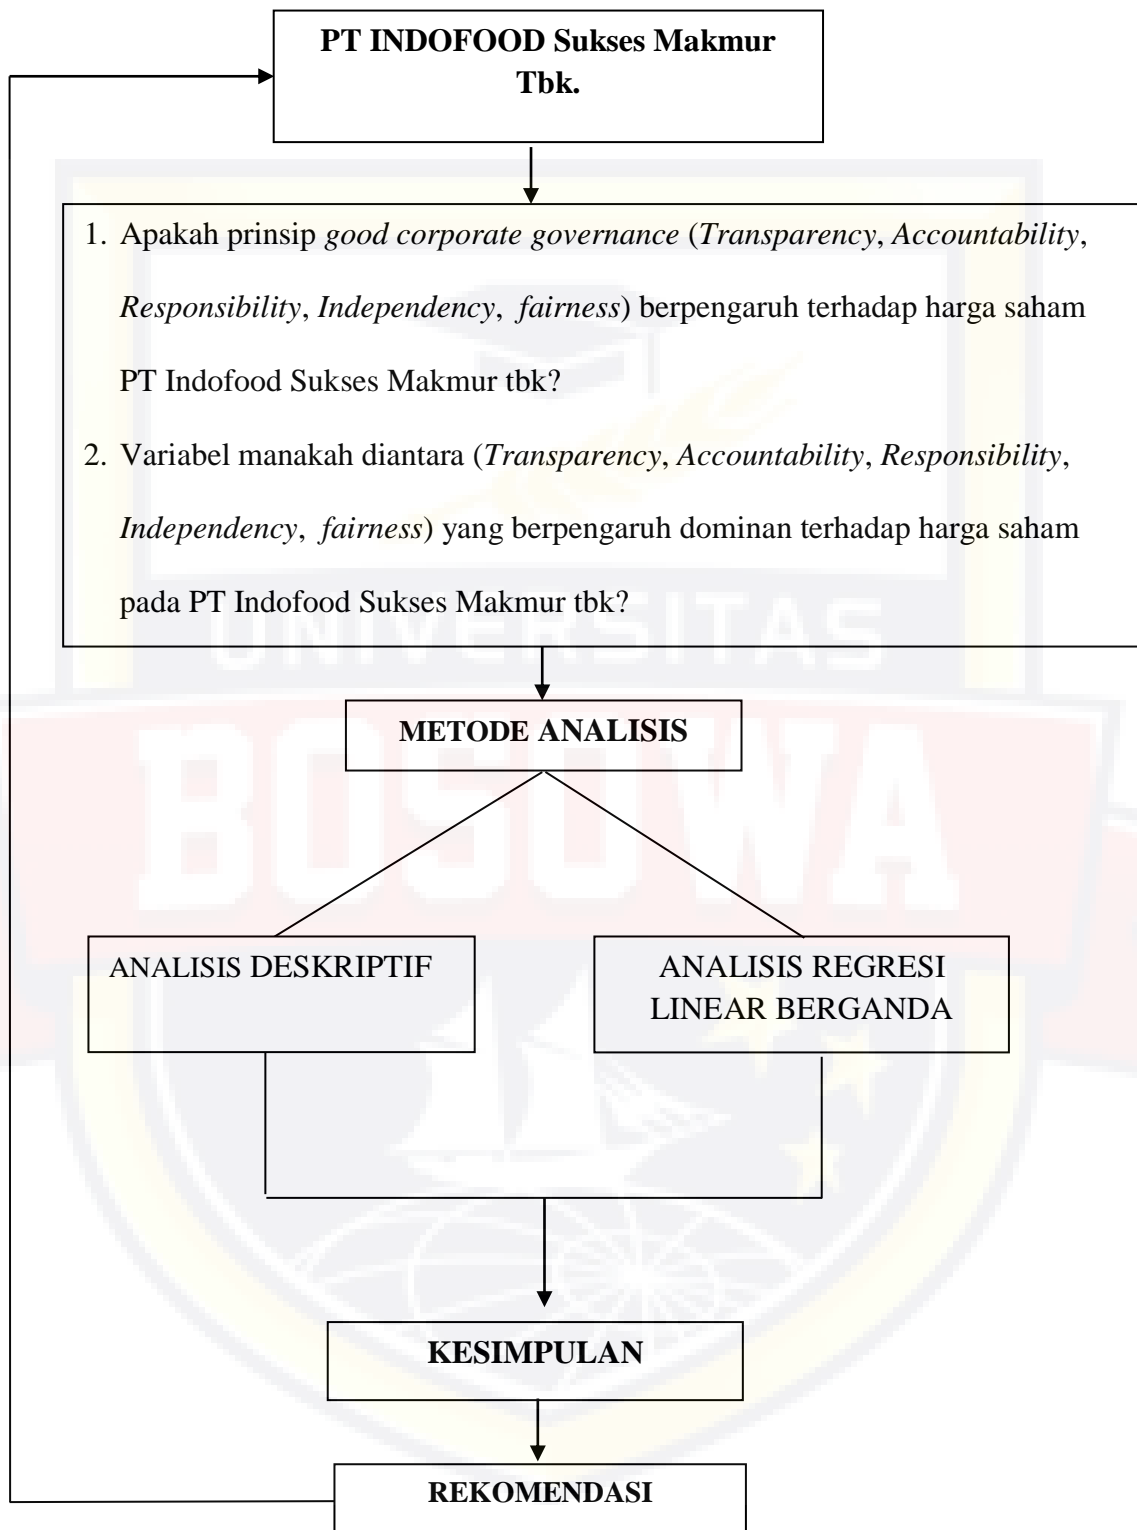 PT INDOFOOD Sukses Makmur
Tbk.
1. Apakah prinsip good corporate governance (Transparency, Accountability,
Responsibility, Independency, fairness) berpengaruh terhadap harga saham
PT Indofood Sukses Makmur tbk?
2. Variabel manakah diantara (Transparency, Accountability, Responsibility,
Independency, fairness) yang berpengaruh dominan terhadap harga saham
pada PT Indofood Sukses Makmur tbk?
UNIVERSITAS
METODE ANALISIS
BOSOWA
ANALISIS DESKRIPTIF
ANALISIS REGRESI
LINEAR BERGANDA
KESIMPULAN
REKOMENDASI